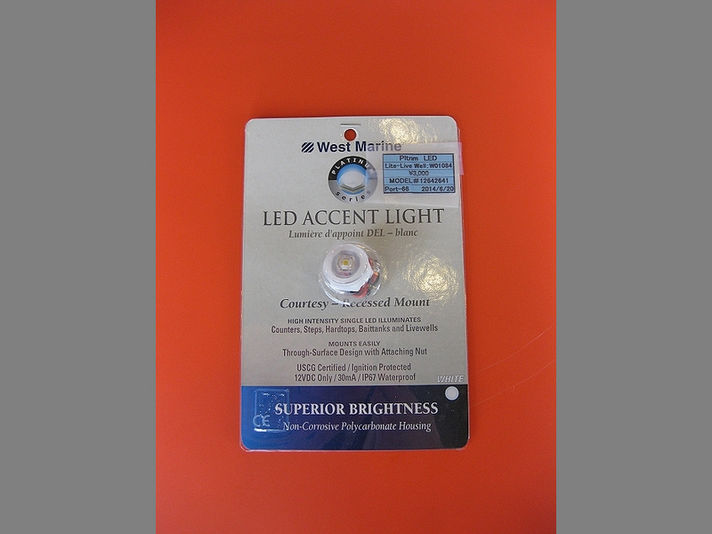 West Marine
PLATINUM
series
Pltnm LED
Lite-Live Well:W01084
¥3,000
MODEL#12642641
Port-66 2014/8/20
LED ACCENT LIGHT
Lumière d'appoint DEL – blanc
Courtesy – Recessed Mount
HIGH INTENSITY SINGLE LED ILLUMINATES
Counters, Steps, Hardtops, Baittanks and Livewells
MOUNTS EASILY
Through-Surface Design with Attaching Nut
USCG Certified / Ignition Protected
12VDC Only / 30mA / IP67 Waterproof
WHITE
SUPERIOR BRIGHTNESS
Non-Corrosive Polycarbonate Housing